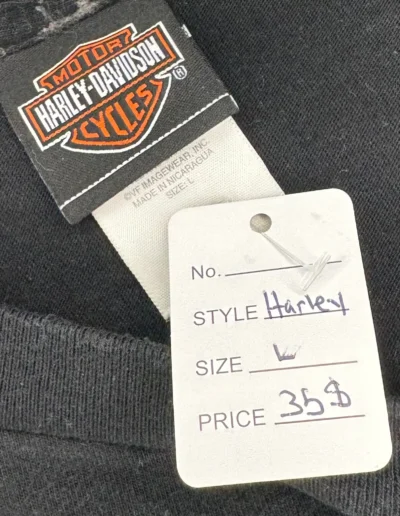 MOTOR
HARLEY-DAVIDSON
®
CYCLES
©VF IMAGEWEAR, INC.
MADE IN NICARAGUA
SIZE: L
No.
STYLE Harley
SIZE
PRICE 35$